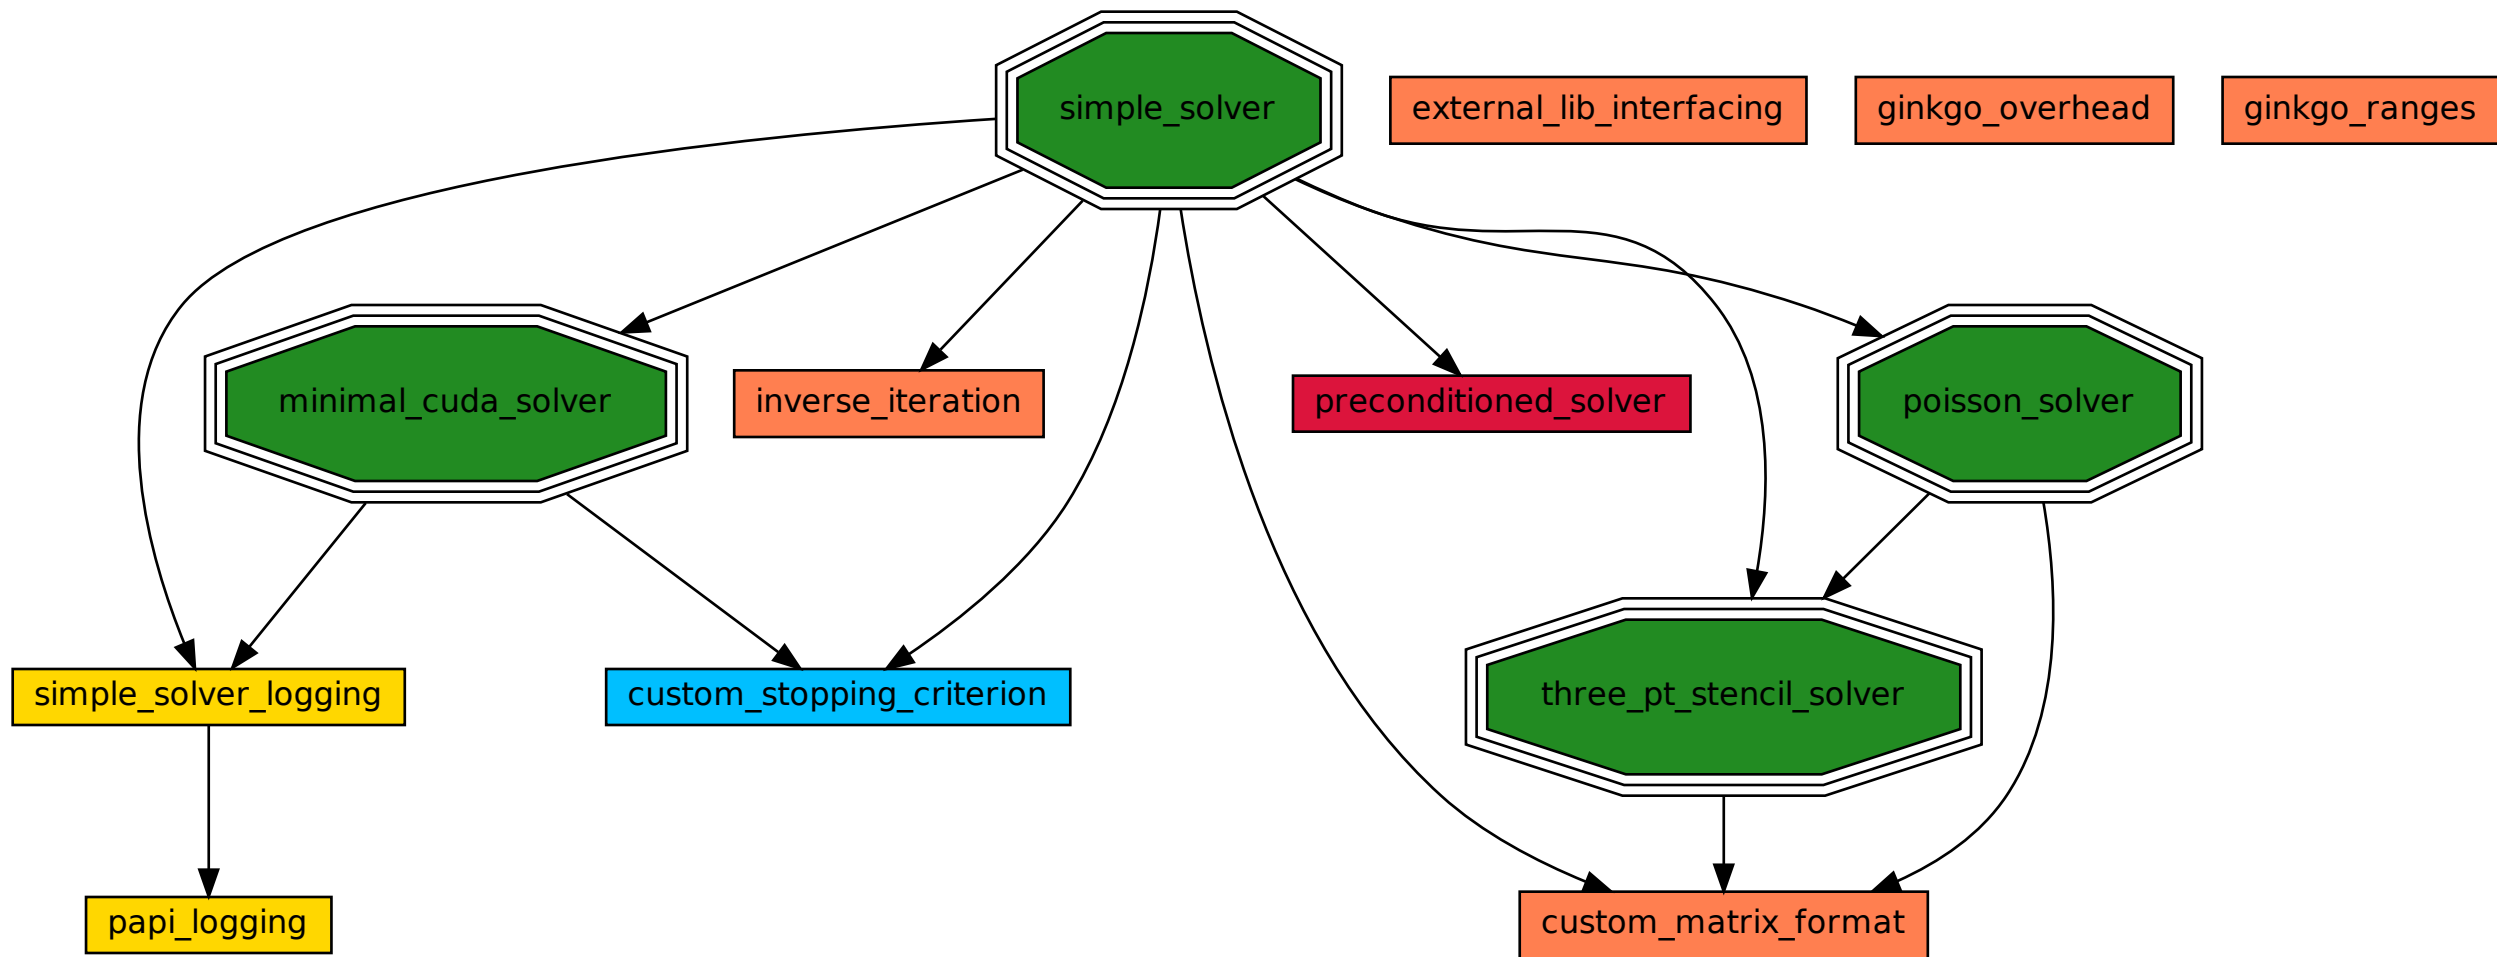 simple_solver
external_lib_interfacing
ginkgo_overhead
ginkgo_ranges
minimal_cuda_solver
inverse_iteration
preconditioned_solver
poisson_solver
simple_solver_logging
custom_stopping_criterion
three_pt_stencil_solver
papi_logging
custom_matrix_format